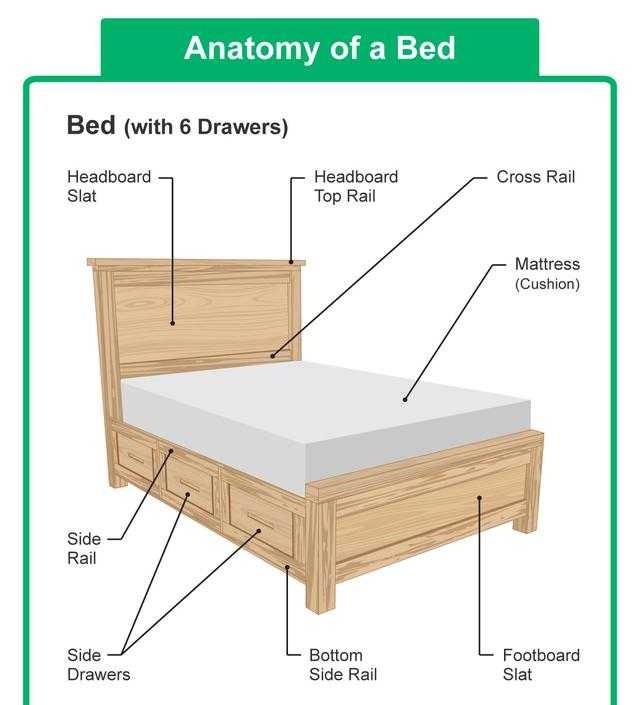 Anatomy of a Bed
Bed (with 6 Drawers)
Headboard
Slat
Headboard
Top Rail
Cross Rail
Mattress
(Cushion)
Side
Rail
Side
Drawers
Bottom
Side Rail
Footboard
Slat